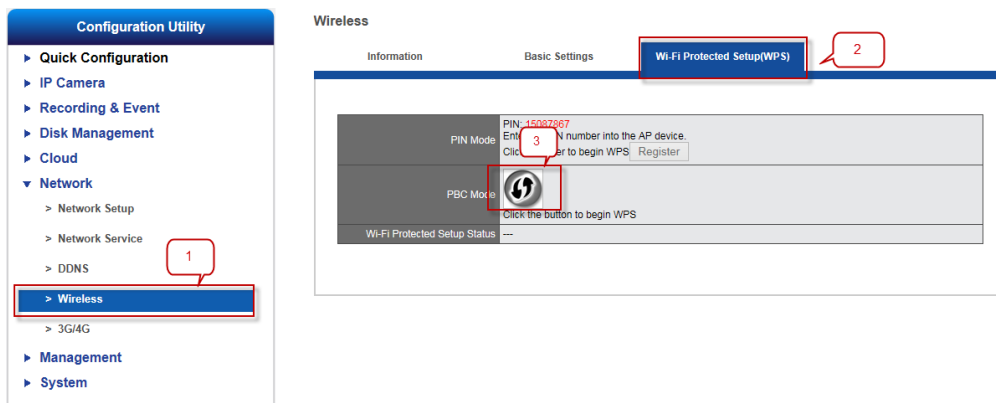 Configuration Utility
Quick Configuration
IP Camera
Recording & Event
Disk Management
Cloud
Network
> Network Setup
> Network Service
> DDNS
1
> Wireless
> 3G/4G
Management
System
Wireless
Information
Basic Settings
Wi-Fi Protected Setup(WPS)
2
PIN Mode
PIN: 15087867
N number into the AP device.
er to begin WPS Register
3
PBC Mode
Click the button to begin WPS
Wi-Fi Protected Setup Status ---